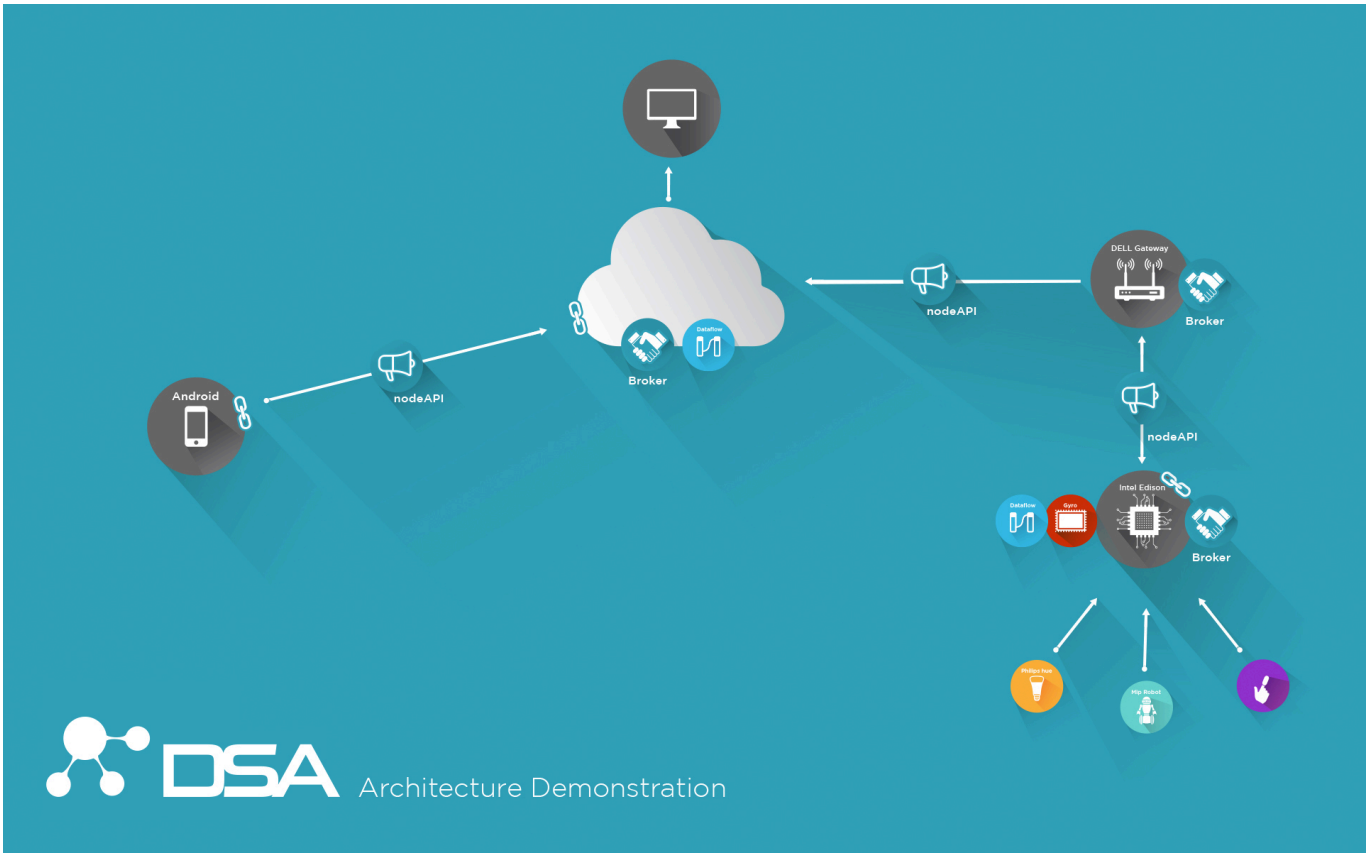 DELL Gateway
nodeAPI
Broker
Dataflow
Broker
Android
nodeAPI
nodeAPI
Intel Edison
Dataflow
Gyro
Broker
Philips hue
Mip Robot
DSA Architecture Demonstration